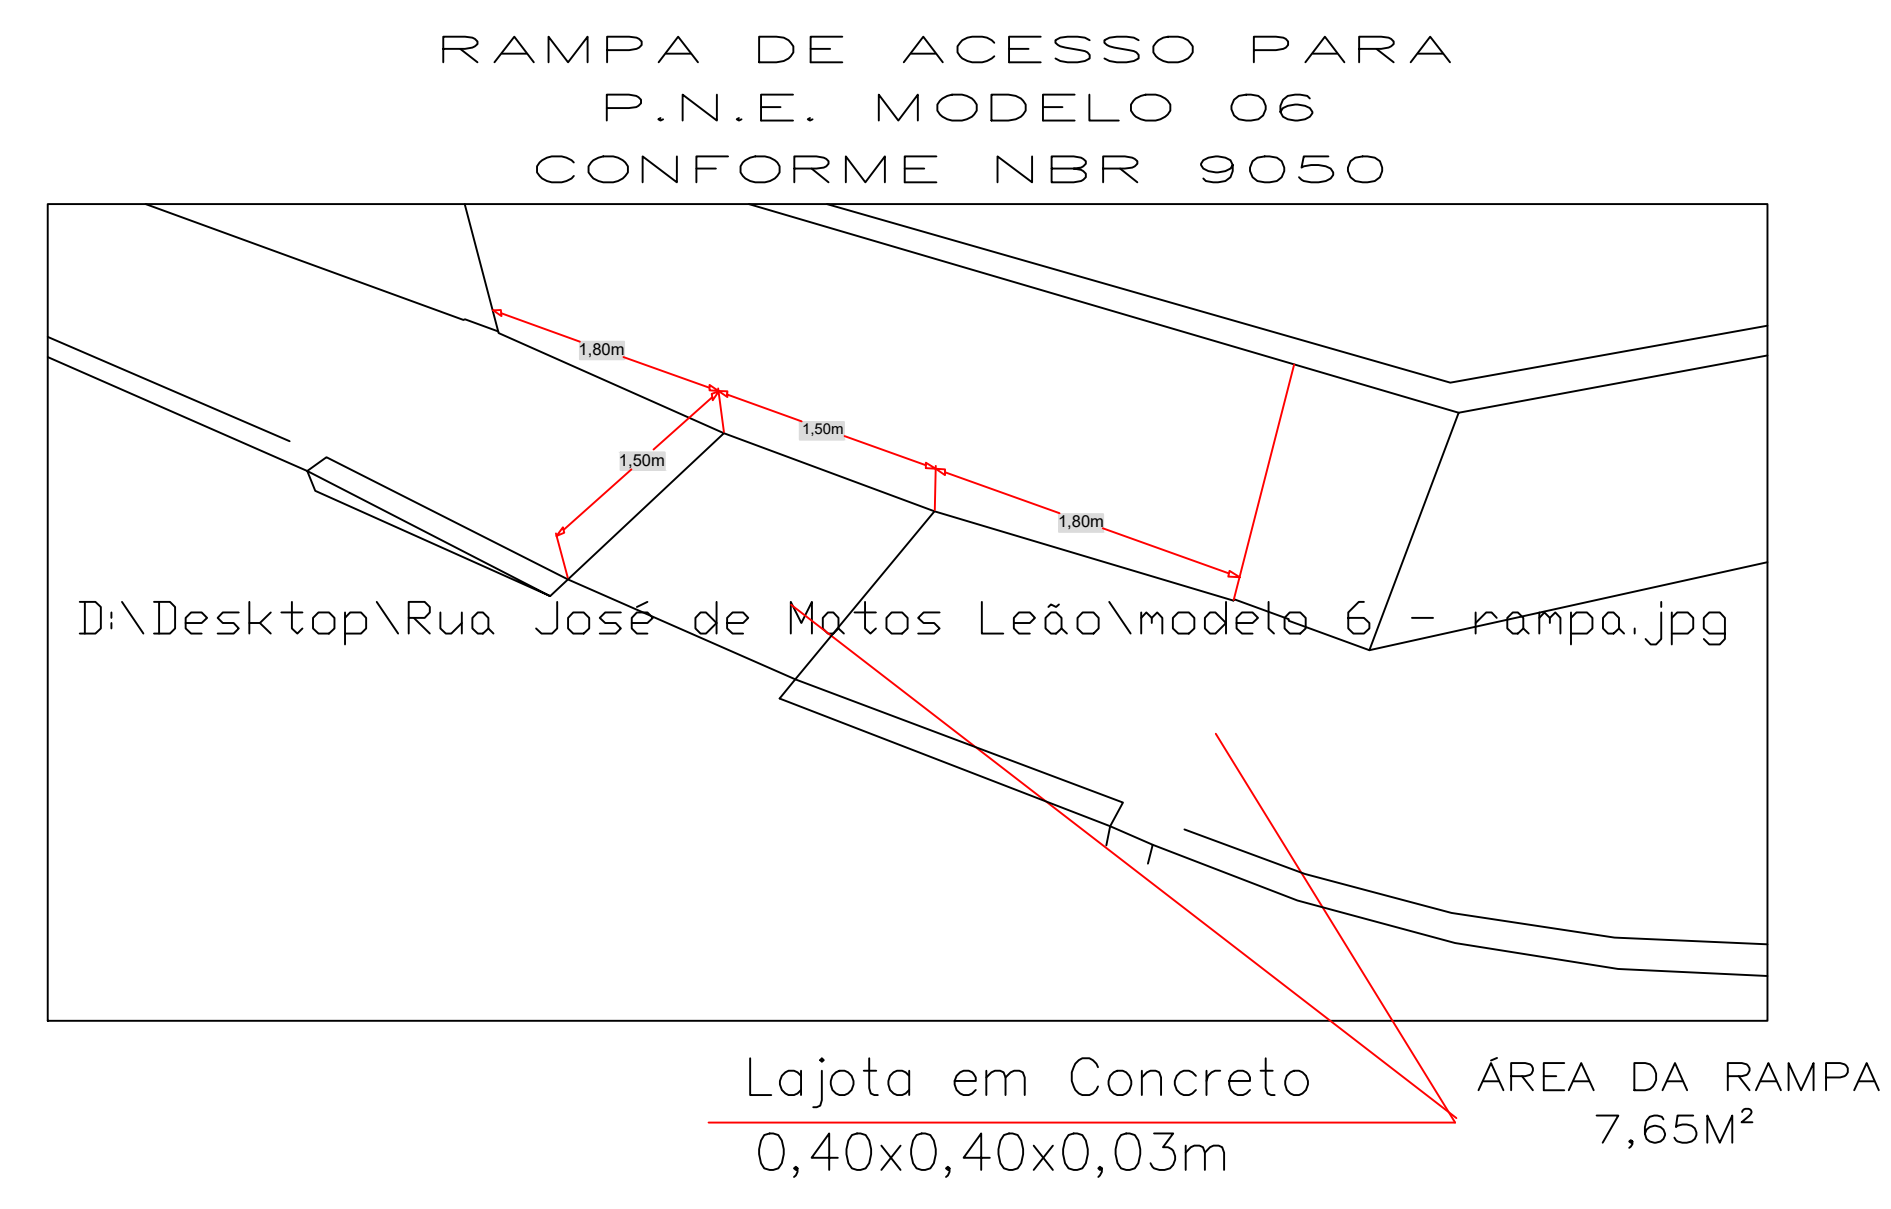 RAMPA DE ACESSO PARA
P.N.E. MODELO 06
CONFORME NBR 9050
1,80m
1,50m
1,50m
1,80m
D:\Desktop\Rua José de Matos Leão\modelo 6 - rampa.jpg
Lajota em Concreto
0,40x0,40x0,03m
ÁREA DA RAMPA
7,65M²